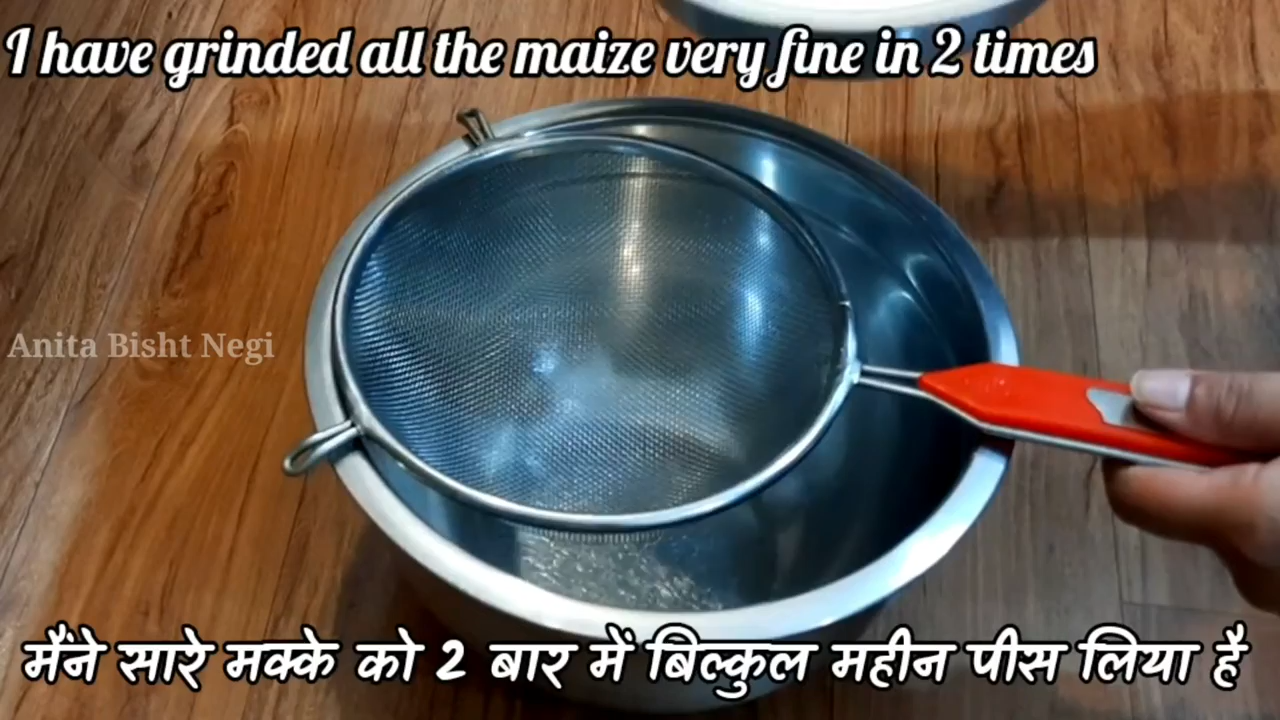 I have grinded all the maize very fine in 2 times
Anita Bisht Negi
मैंने सारे मक्के को 2 बार में बिल्कुल महीन पीस लिया है